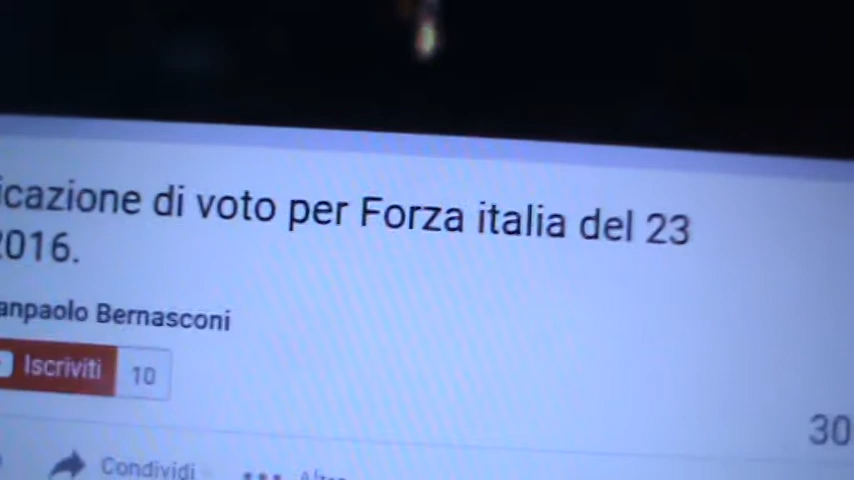 icazione di voto per Forza italia del 23
2016.
anpaolo Bernasconi
Iscriviti 10
30
Condividi